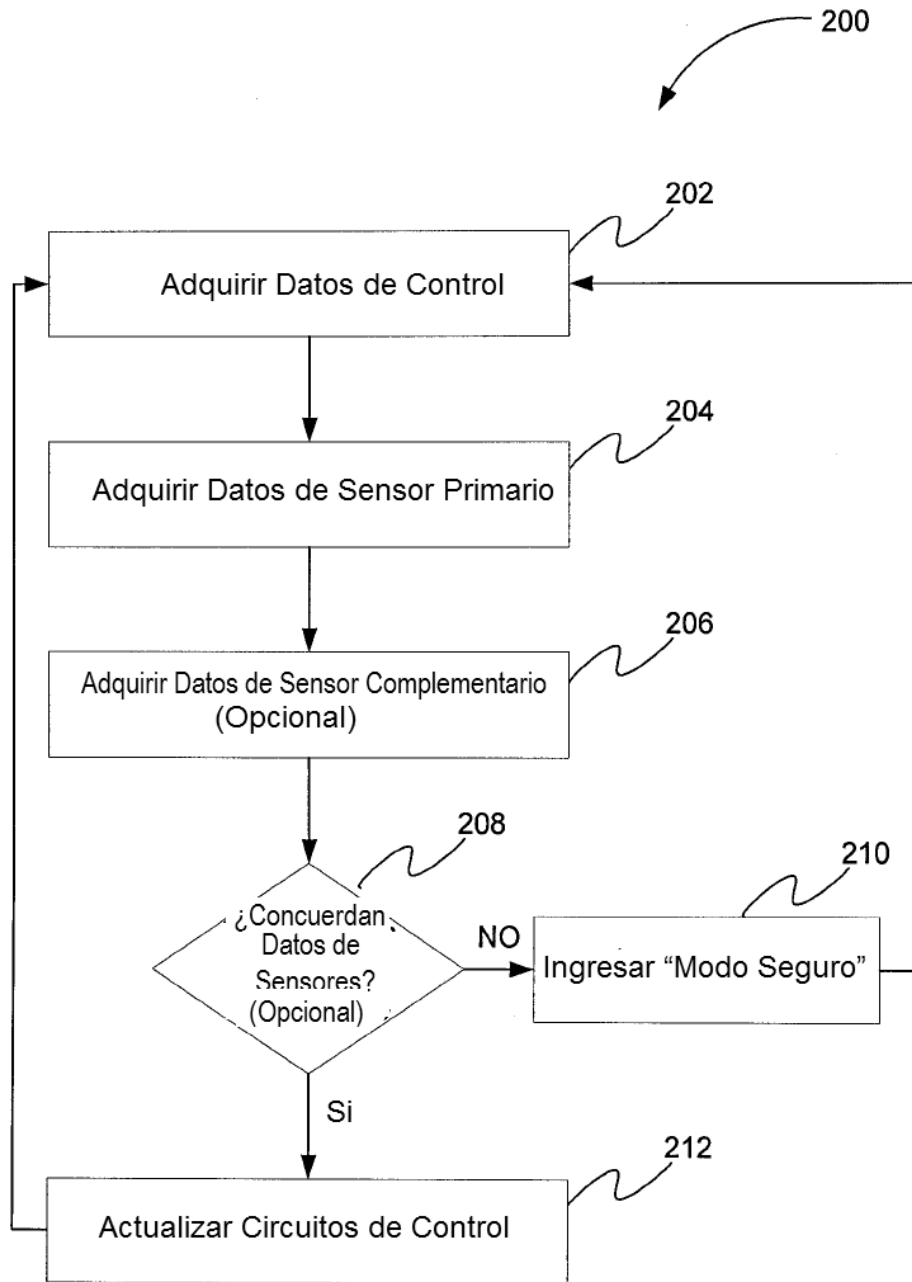 200
202
Adquirir Datos de Control
204
Adquirir Datos de Sensor Primario
206
Adquirir Datos de Sensor Complementario
(Opcional)
208
¿Concuerdan
Datos de
Sensores?
(Opcional)
NO
210
Ingresar “Modo Seguro”
Si
212
Actualizar Circuitos de Control